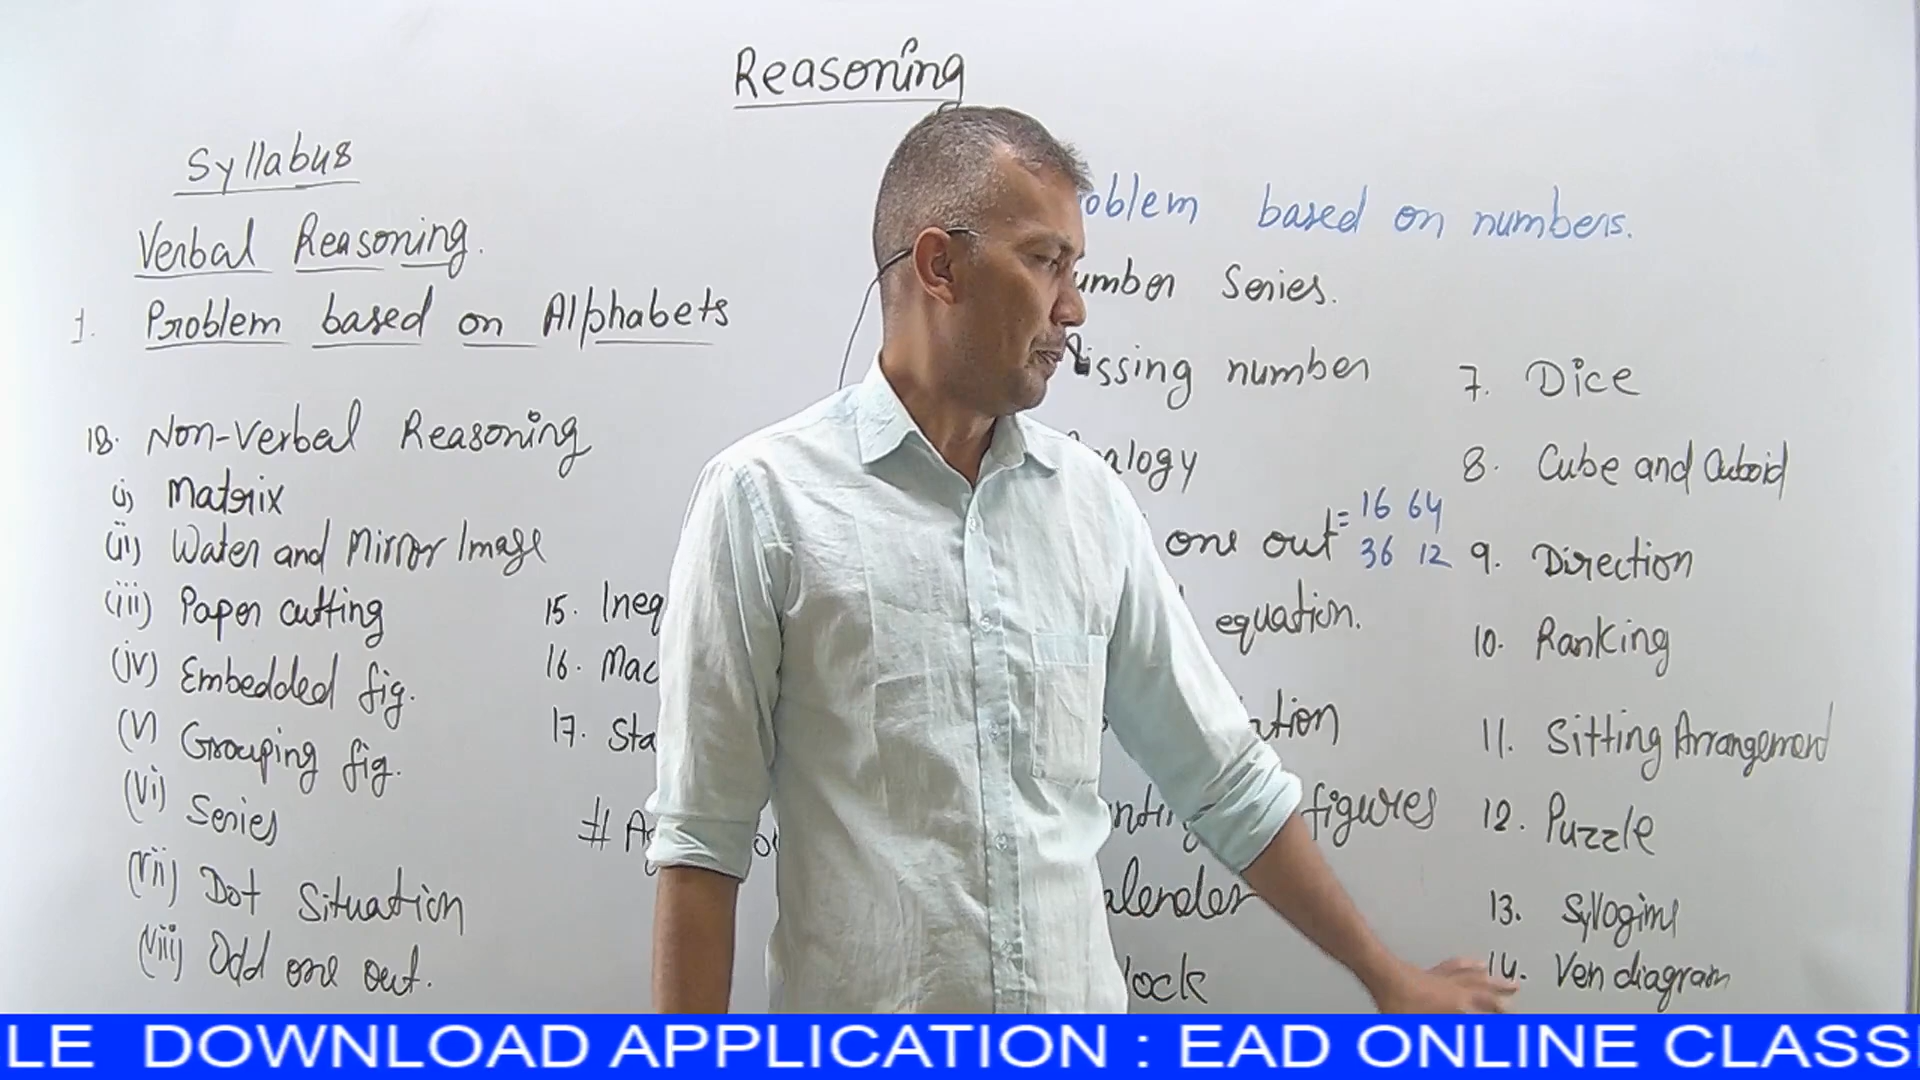 Reasoning
Syllabus
Verbal Reasoning.
1. Problem based on Alphabets
18. Non-Verbal Reasoning
(i) Matrix
(ii) Water and Mirror Image
(iii) Paper cutting
(iv) Embedded fig.
(v) Grouping fig.
(vi) Series
(vii) Dot Situation
(viii) Odd one out.
15. Ineq
16. Mac
17. Sta
oblem based on numbers.
umber Series.
issing number
alogy
one out = 16 64
36 12
equation.
ation
figures
alender
lock
7. Dice
8. Cube and Cuboid
9. Direction
10. Ranking
11. Sitting Arrangement
12. Puzzle
13. Sylogims
14. Ven diagram
LE DOWNLOAD APPLICATION : EAD ONLINE CLASS